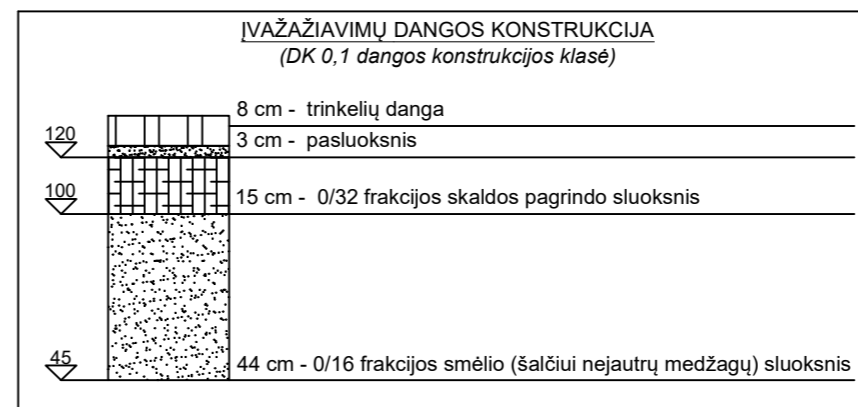 ĮVAŽAŽIAVIMŲ DANGOS KONSTRUKCIJA
(DK 0,1 dangos konstrukcijos klasė)
8 cm - trinkelių danga
120
3 cm - pasluoksnis
100
15 cm - 0/32 frakcijos skaldos pagrindo sluoksnis
45
44 cm - 0/16 frakcijos smėlio (šalčiui nejautrų medžagų) sluoksnis